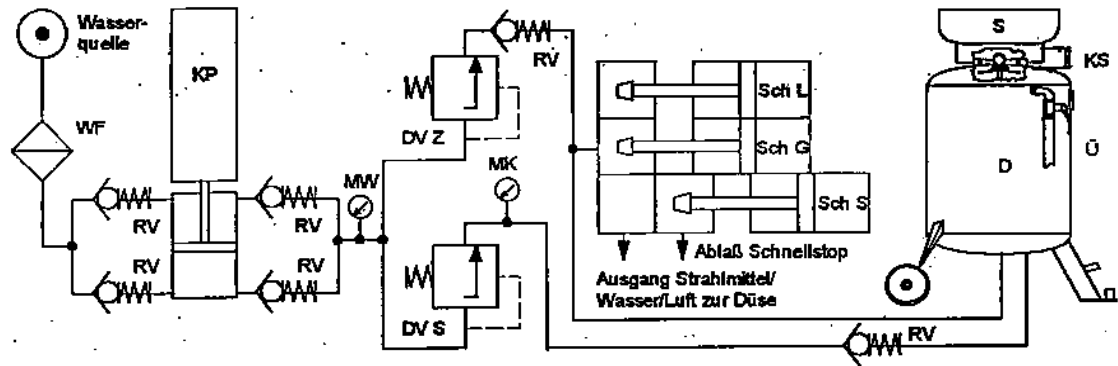 Wasser-
quelle
KP
WF
RV
RV
RV
RV
MW
DV Z
RV
MK
DV S
Sch L
Sch G
Sch S
Ablaß Schnellstop
Ausgang Strahlmittel/
Wasser/Luft zur Düse
RV
S
KS
D
Ü